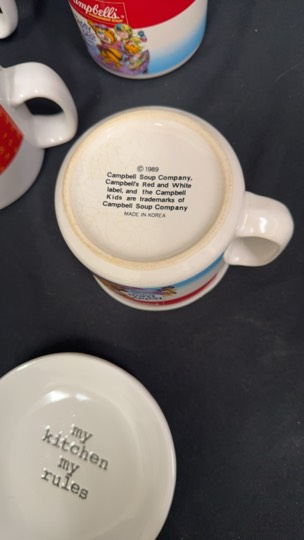 Campbell's
© 1989
Campbell Soup Company.
Campbell's Red and White
label, and the Campbell
Kids are trademarks of
Campbell Soup Company
MADE IN KOREA
my
kitchen
my
rules